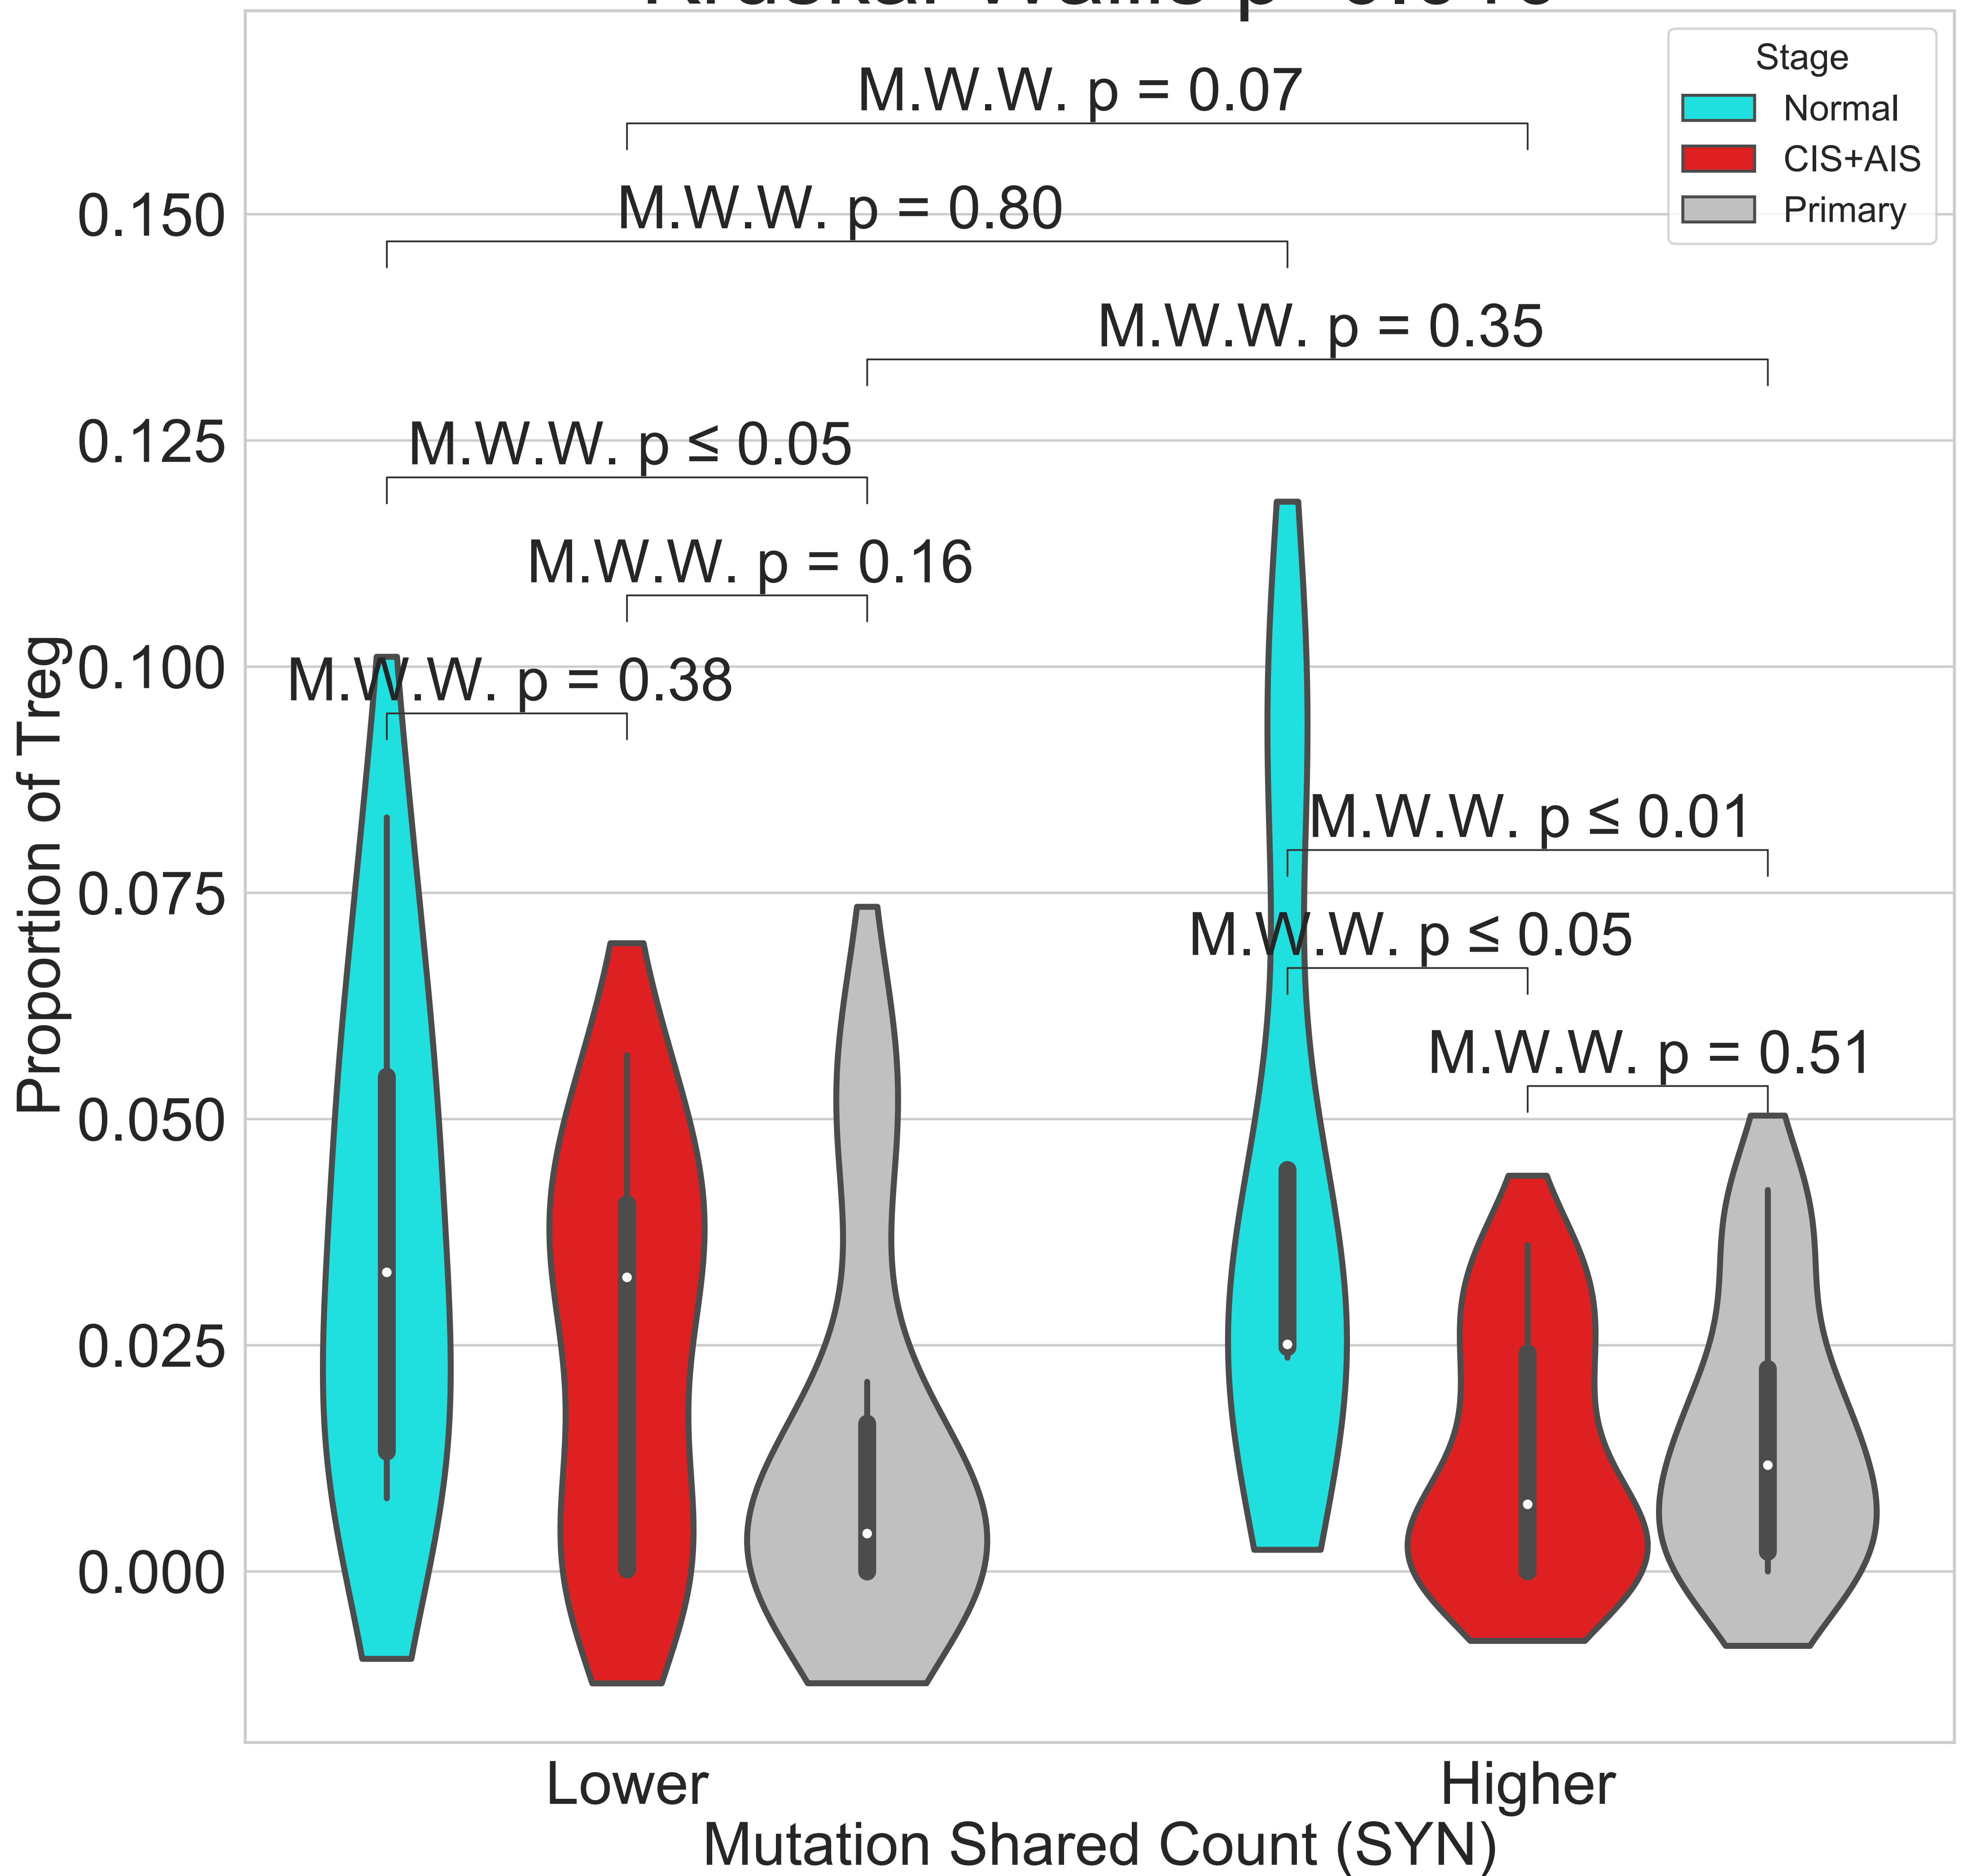 Stage
Normal
CIS+AIS
Primary
M.W.W. p = 0.07
M.W.W. p = 0.80
M.W.W. p = 0.35
M.W.W. p ≤ 0.05
M.W.W. p = 0.16
M.W.W. p = 0.38
M.W.W. p ≤ 0.01
M.W.W. p ≤ 0.05
M.W.W. p = 0.51
0.150
0.125
0.100
0.075
0.050
0.025
0.000
Proportion of Treg
Lower
Higher
Mutation Shared Count (SYN)